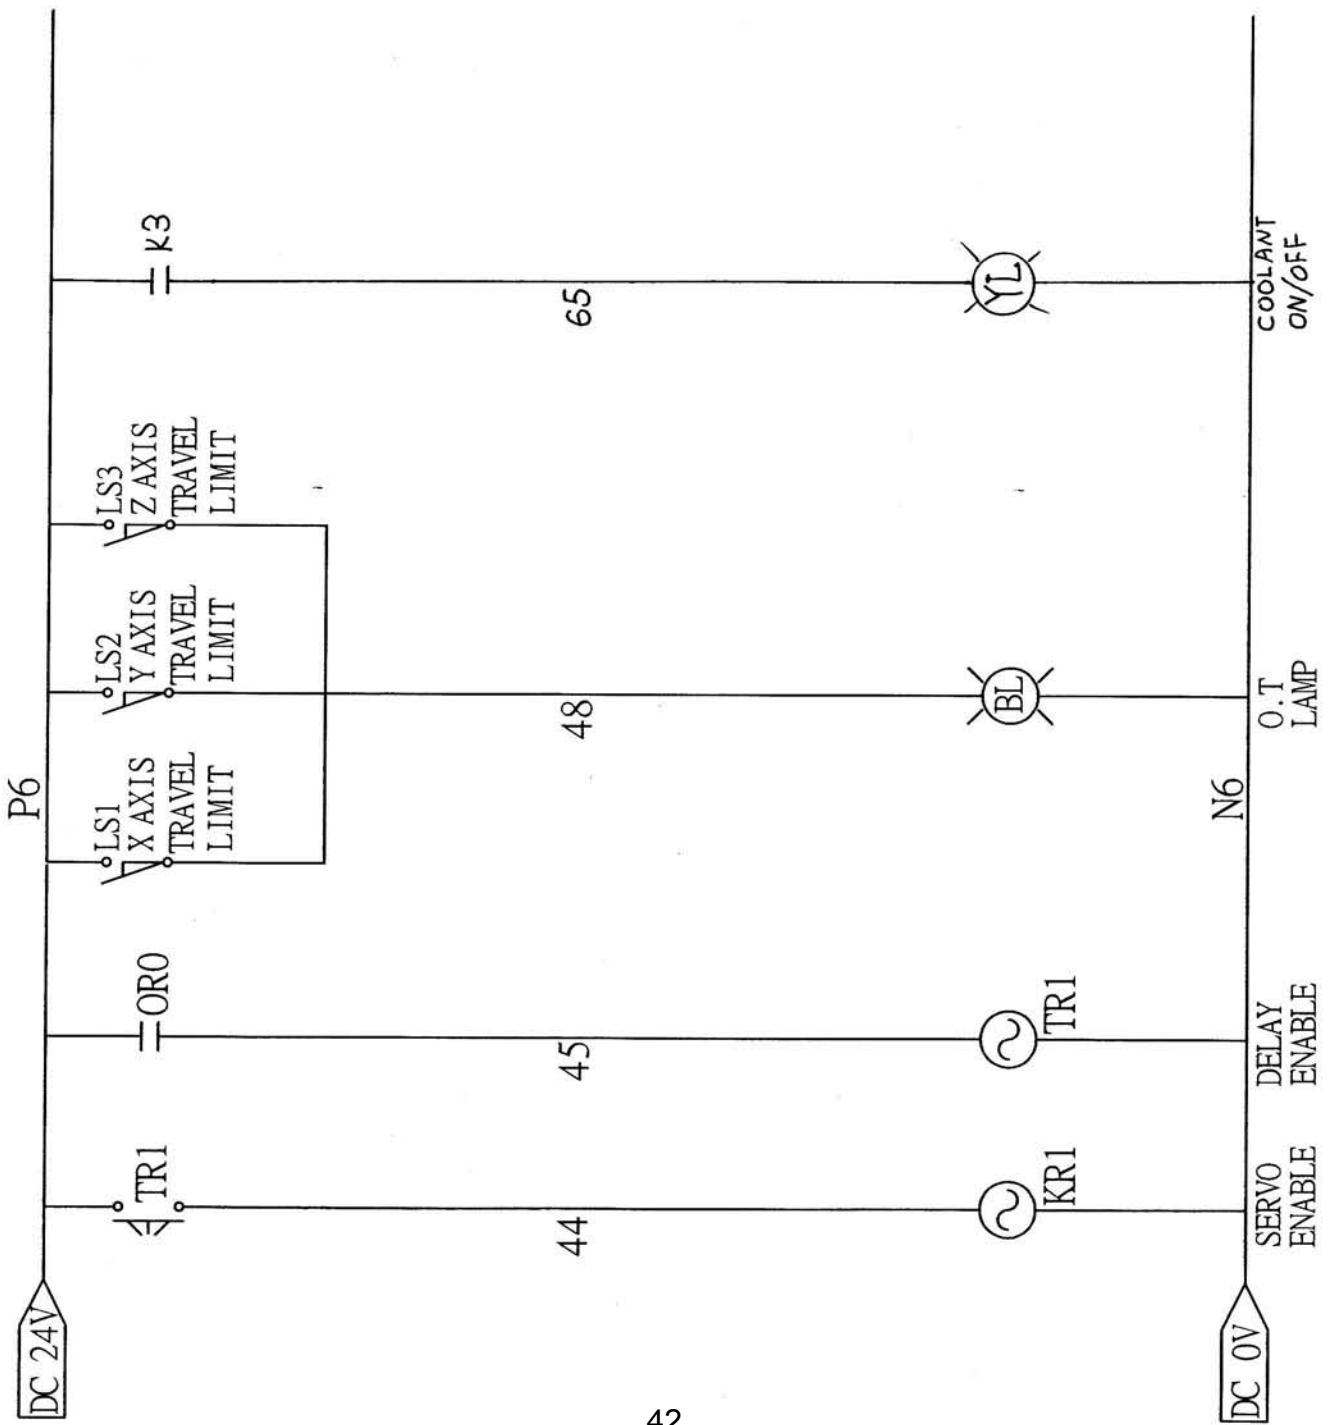 DC 24V
P6
TR1
44
KR1
SERVO
ENABLE
OR0
45
TR1
DELAY
ENABLE
LS1
X AXIS
TRAVEL
LIMIT
LS2
Y AXIS
TRAVEL
LIMIT
LS3
Z AXIS
TRAVEL
LIMIT
48
BL
O.T
LAMP
K3
65
YL
COOLANT
ON/OFF
DC 0V
N6
42